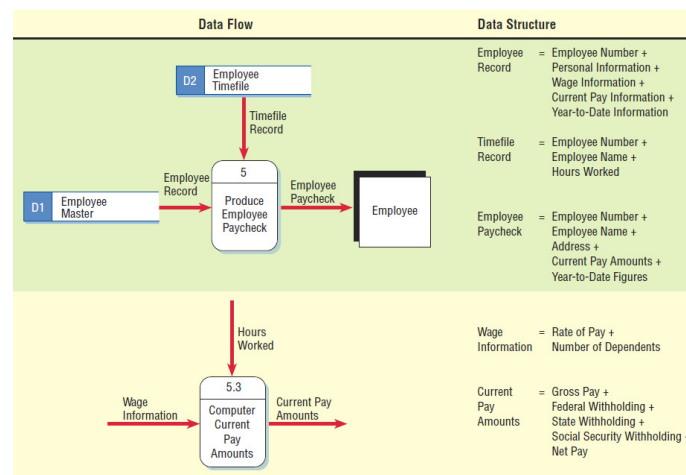 Data Flow
Data Structure
D2
Employee
Timefile
Timefile
Record
Employee
Record
5
Produce
Employee
Paycheck
Employee
Paycheck
Employee
D1
Employee
Master
Employee = Employee Number +
Record Personal Information +
Wage Information +
Current Pay Information +
Year-to-Date Information
Timefile = Employee Number +
Record Employee Name +
Hours Worked
Employee = Employee Number +
Paycheck Employee Name +
Address +
Current Pay Amounts +
Year-to-Date Figures
Hours
Worked
Wage
Information
5.3
Computer
Current
Pay
Amounts
Current Pay
Amounts
Wage = Rate of Pay +
Information Number of Dependents
Current = Gross Pay +
Pay Federal Withholding +
Amounts State Withholding +
Social Security Withholding
Net Pay